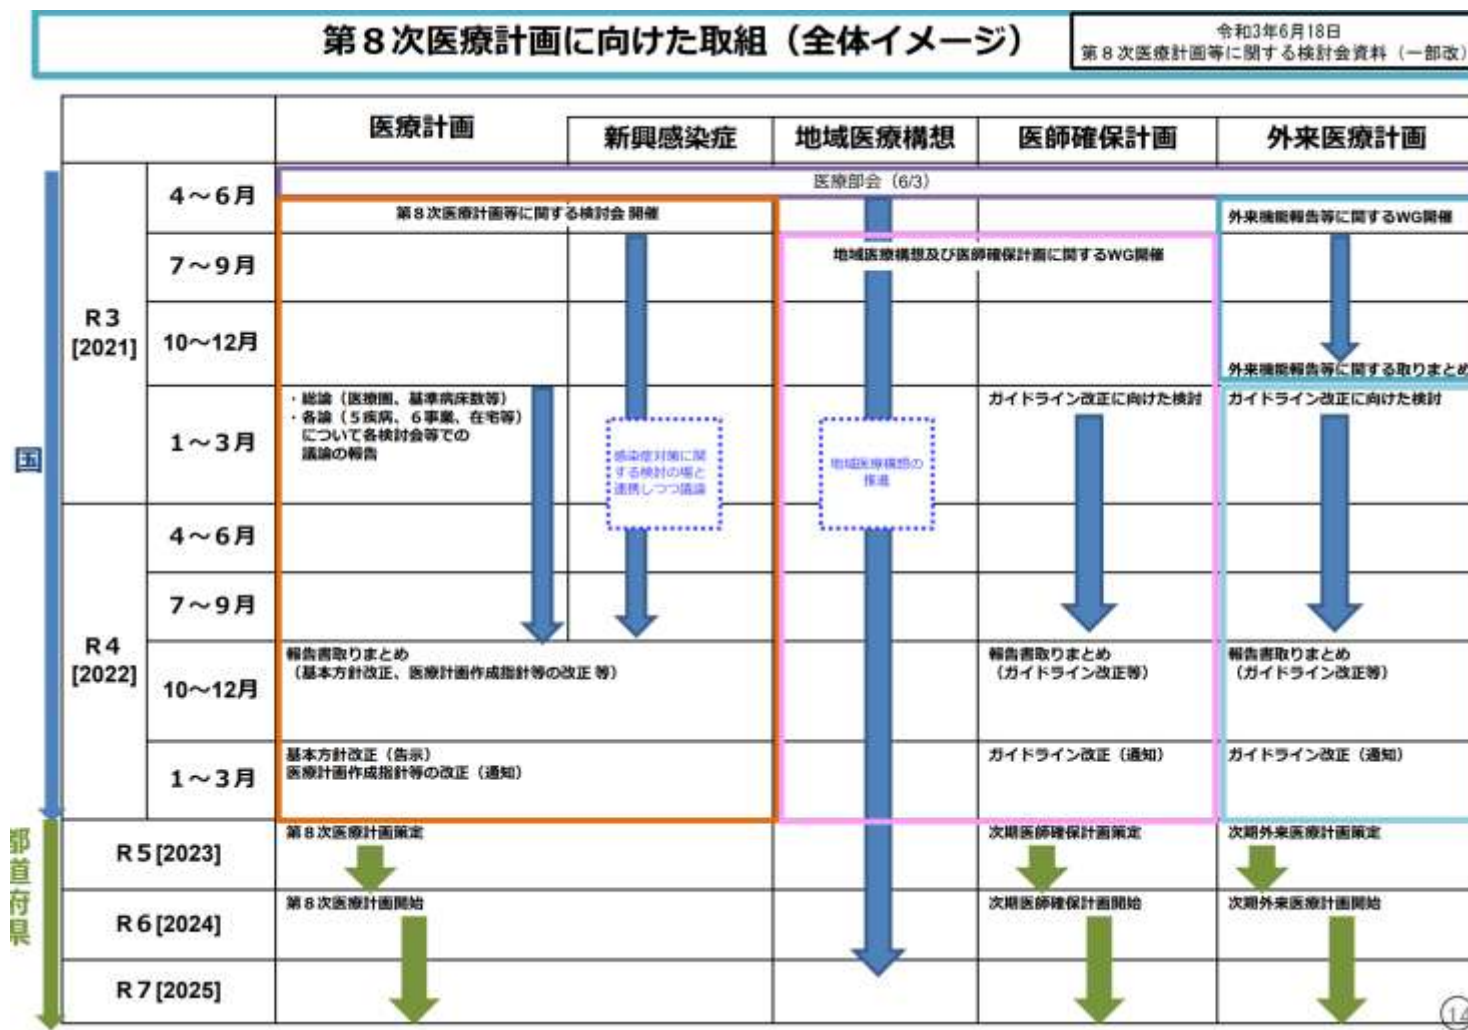 第８次医療計画に向けた取組（全体イメージ）
令和3年6月18日
第８次医療計画等に関する検討会資料（一部改）
医療計画
新興感染症
地域医療構想
医師確保計画
外来医療計画
国
R３
[2021]
４～６月
医療部会（6/3）
第８次医療計画等に関する検討会 開催
外来機能報告等に関するWG開催
７～９月
地域医療構想及び医師確保計画に関するWG開催
10～12月
外来機能報告等に関する取りまとめ
１～３月
・総論（医療圏、基準病床数等）
・各論（５疾病、６事業、在宅等）
について各検討会等での
議論の報告
感染症対策に関
する検討の場と
連携しつつ議論
地域医療構想の
推進
ガイドライン改正に向けた検討
ガイドライン改正に向けた検討
R４
[2022]
４～６月
７～９月
10～12月
報告書取りまとめ
（基本方針改正、医療計画作成指針等の改正 等）
報告書取りまとめ
（ガイドライン改正等）
報告書取りまとめ
（ガイドライン改正等）
１～３月
基本方針改正（告示）
医療計画作成指針等の改正（通知）
ガイドライン改正（通知）
ガイドライン改正（通知）
都道府県
R５[2023]
第８次医療計画策定
次期医師確保計画策定
次期外来医療計画策定
R６[2024]
第８次医療計画開始
次期医師確保計画開始
次期外来医療計画開始
R７[2025]
14